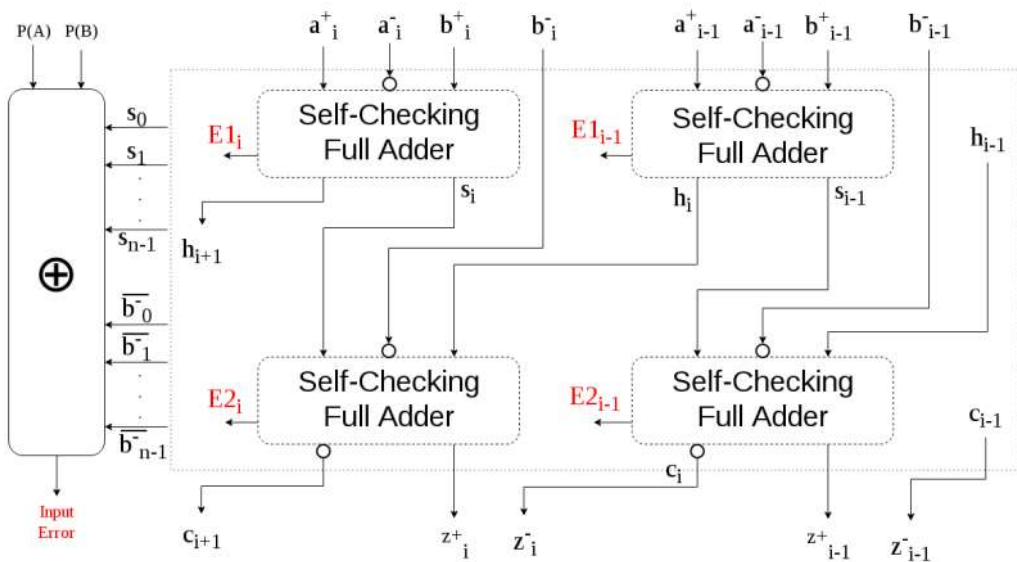 P(A) P(B)
a⁺ᵢ a⁻ᵢ b⁺ᵢ b⁻ᵢ a⁺ᵢ₋₁ a⁻ᵢ₋₁ b⁺ᵢ₋₁ b⁻ᵢ₋₁
s₀
s₁
.
.
.
sₙ₋₁
⊕
b̅⁻₀
b̅⁻₁
.
.
.
b̅⁻ₙ₋₁
Input
Error
Self-Checking
Full Adder
E1ᵢ
hᵢ₊₁
sᵢ
Self-Checking
Full Adder
E1ᵢ₋₁
hᵢ
sᵢ₋₁
hᵢ₋₁
Self-Checking
Full Adder
E2ᵢ
cᵢ₊₁
z⁺ᵢ
Self-Checking
Full Adder
E2ᵢ₋₁
cᵢ
z⁻ᵢ
z⁺ᵢ₋₁
cᵢ₋₁
z⁻ᵢ₋₁